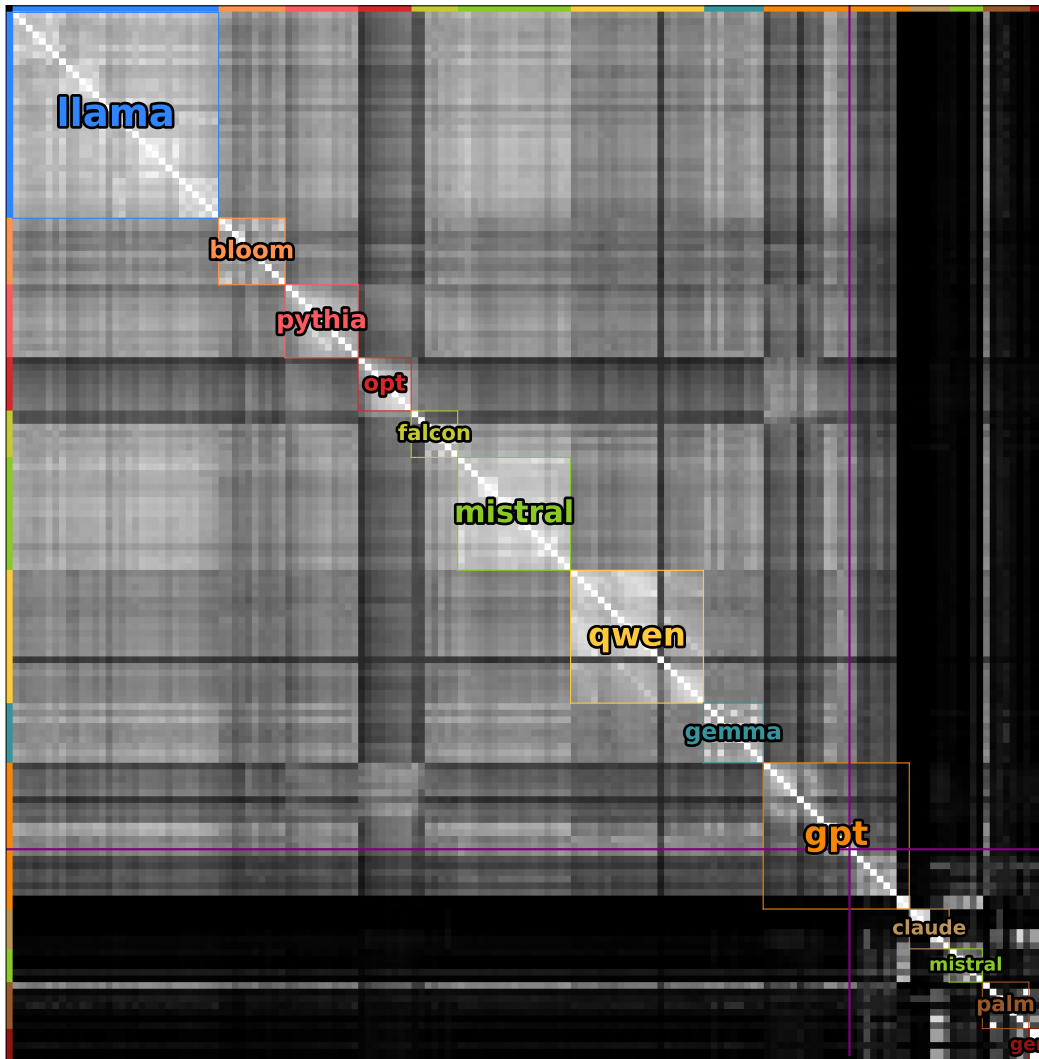 llama
bloom
pythia
opt
falcon
mistral
qwen
gemma
gpt
claude
mistral
palm